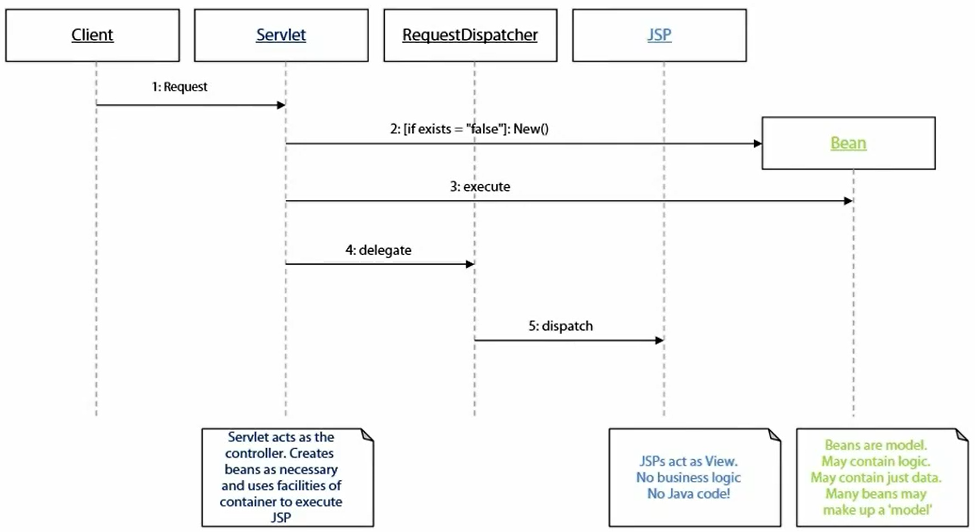 Client
Servlet
RequestDispatcher
JSP
1: Request
2: [if exists = "false"]: New()
Bean
3: execute
4: delegate
5: dispatch
Servlet acts as the
controller. Creates
beans as necessary
and uses facilities of
container to execute
JSP
JSPs act as View.
No business logic
No Java code!
Beans are model.
May contain logic.
May contain just data.
Many beans may
make up a 'model'